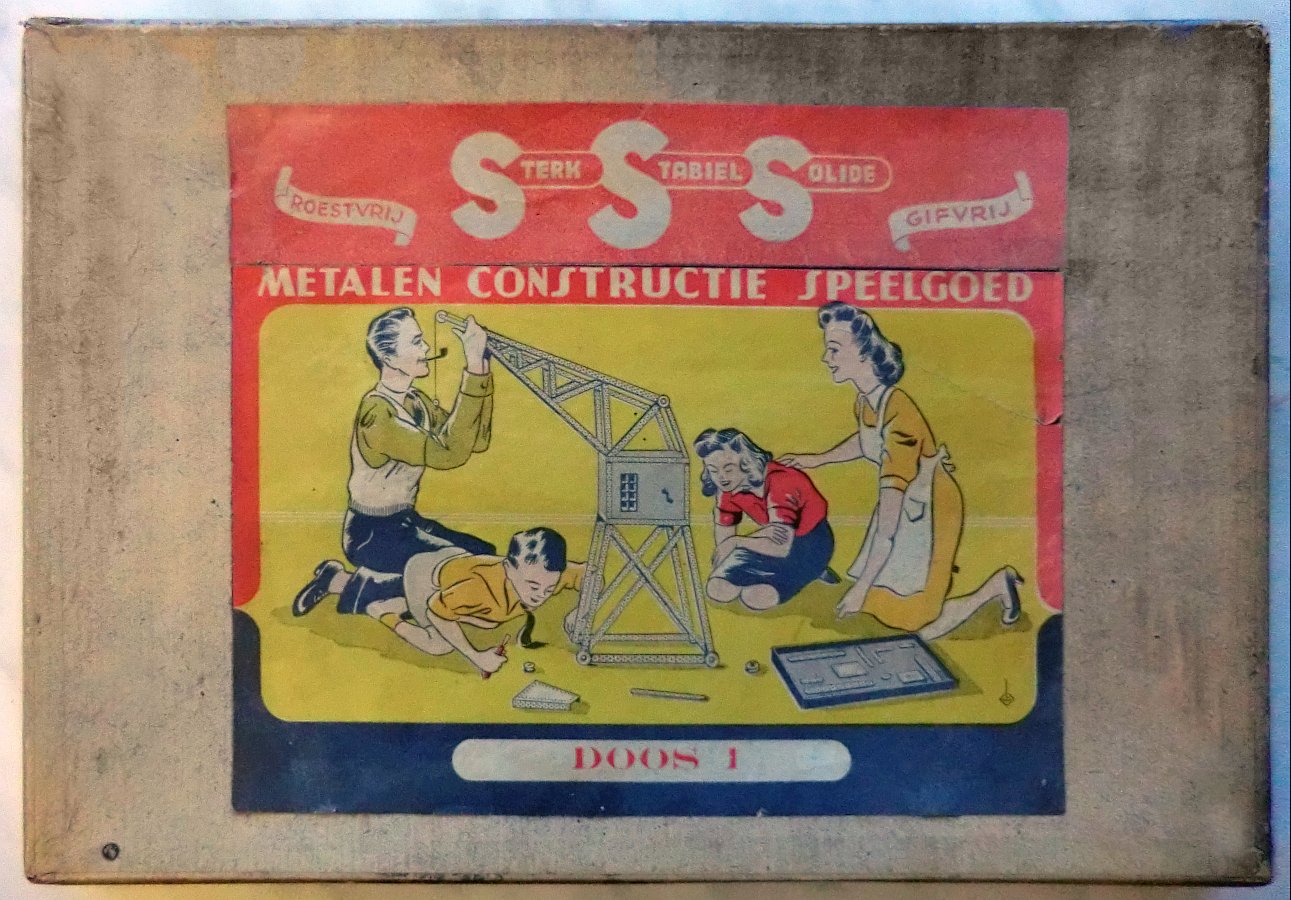 STERK STABIEL SOLIDE
ROESTVRIJ
GIFVRIJ
METALEN CONSTRUCTIE SPEELGOED
DOOS 1